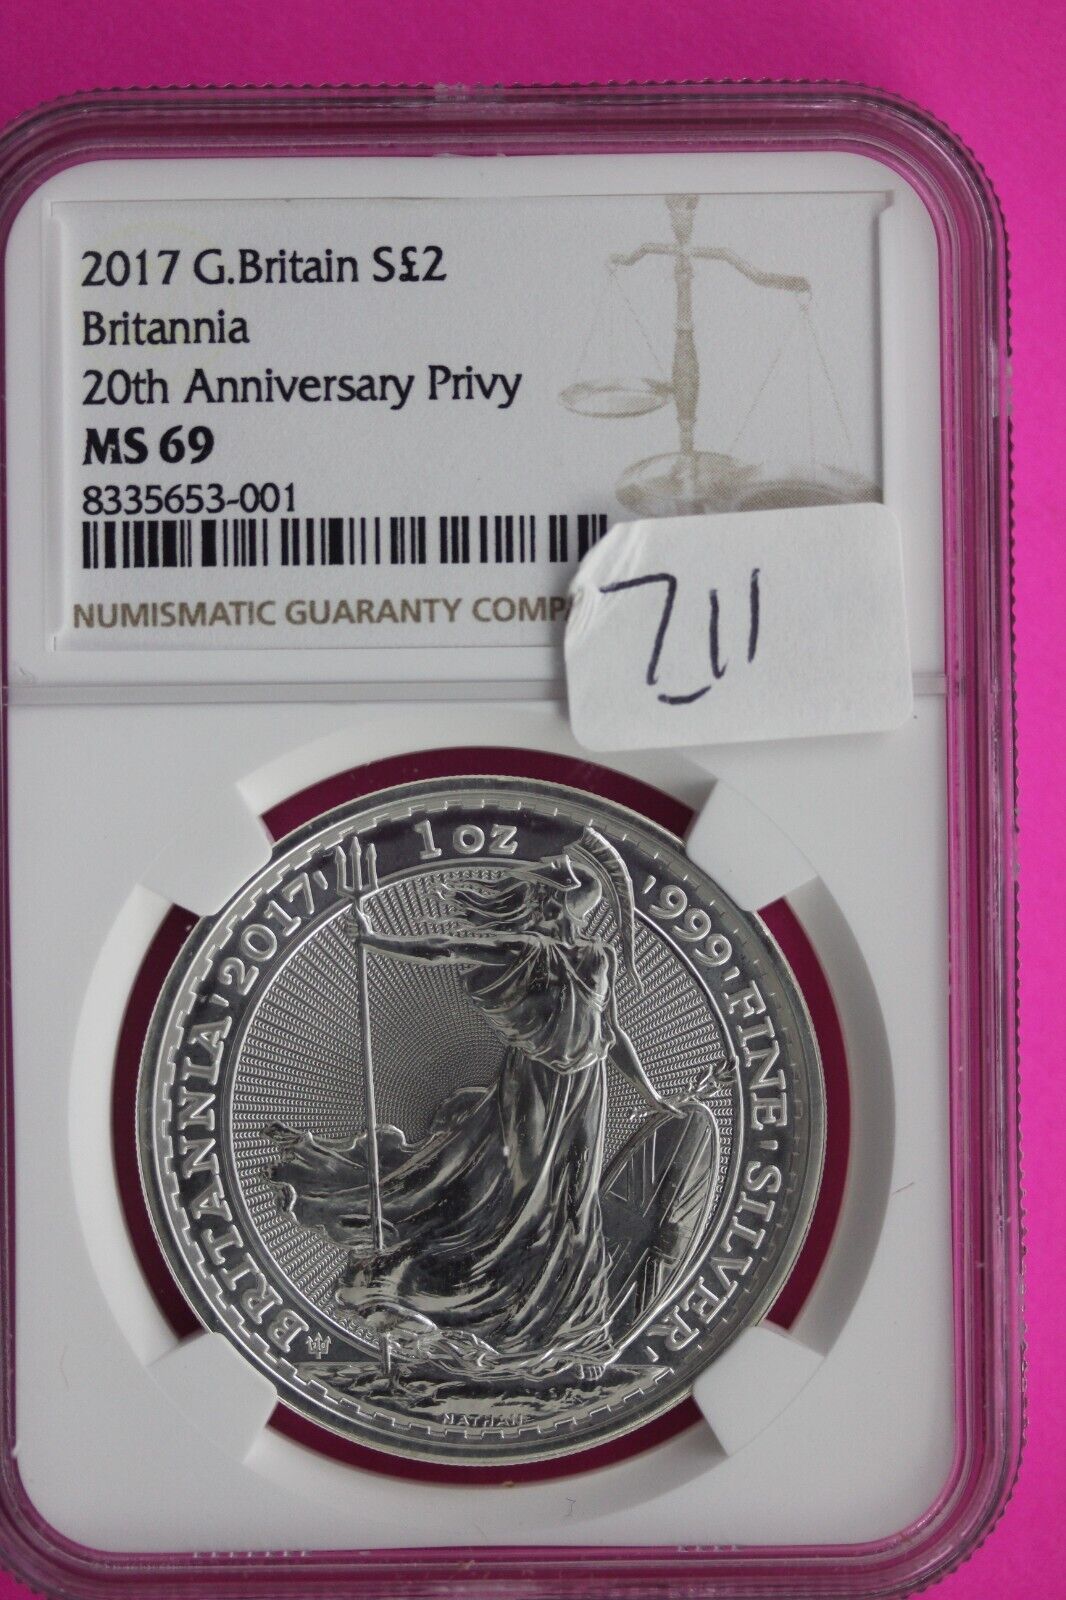 2017 G.Britain S£2
Britannia
20th Anniversary Privy
MS 69
8335653-001
NUMISMATIC GUARANTY
711
BRITANNIA '2017' 1 OZ '999' FINE · SILVER'
NATHAN